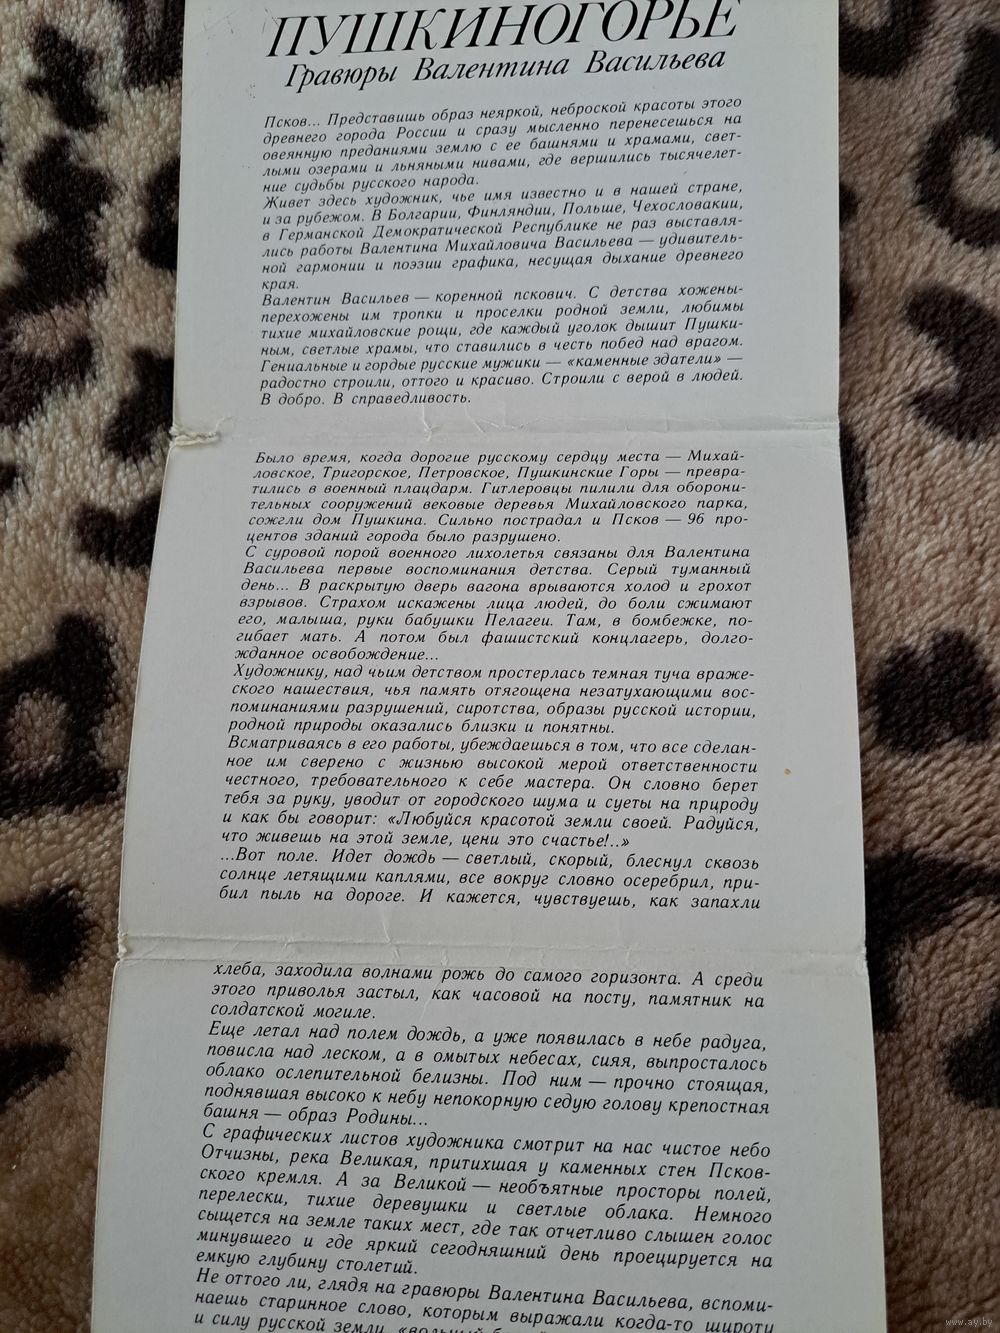 ПУШКИНОГОРЬЕ
Гравюры Валентина Васильева
Псков... Представишь образ неяркой, неброской красоты этого
древнего города России и сразу мысленно перенесешься на
овеянную преданиями землю с ее башнями и храмами, свет-
лыми озерами и льняными нивами, где вершились тысячелет-
ние судьбы русского народа.
Живет здесь художник, чье имя известно и в нашей стране,
и за рубежом. В Болгарии, Финляндии, Польше, Чехословакии,
в Германской Демократической Республике не раз выставля-
лись работы Валентина Михайловича Васильева — удивитель-
ной гармонии и поэзии графика, несущая дыхание древнего
края.
Валентин Васильев — коренной пскович. С детства хожены-
перехожены им тропки и проселки родной земли, любимы
тихие михайловские рощи, где каждый уголок дышит Пушки-
ным, светлые храмы, что ставились в честь побед над врагом.
Гениальные и гордые русские мужики — «каменные здатели» —
радостно строили, оттого и красиво. Строили с верой в людей.
В добро. В справедливость.
Было время, когда дорогие русскому сердцу места — Михай-
ловское, Тригорское, Петровское, Пушкинские Горы — превра-
тились в военный плацдарм. Гитлеровцы пилили для оборони-
тельных сооружений вековые деревья Михайловского парка,
сожгли дом Пушкина. Сильно пострадал и Псков — 96 про-
центов зданий города было разрушено.
С суровой порой военного лихолетья связаны для Валентина
Васильева первые воспоминания детства. Серый туманный
день... В раскрытую дверь вагона врываются холод и грохот
взрывов. Страхом искажены лица людей, до боли сжимают
его, малыша, руки бабушки Пелагеи. Там, в бомбежке, по-
гибает мать. А потом был фашистский концлагерь, долго-
жданное освобождение...
Художнику, над чьим детством простерлась темная туча враже-
ского нашествия, чья память отягощена незатухающими вос-
поминаниями разрушений, сиротства, образы русской истории,
родной природы оказались близки и понятны.
Всматриваясь в его работы, убеждаешься в том, что все сделан-
ное им сверено с жизнью высокой мерой ответственности
честного, требовательного к себе мастера. Он словно берет
тебя за руку, уводит от городского шума и суеты на природу
и как бы говорит: «Любуйся красотой земли своей. Радуйся,
что живешь на этой земле, цени это счастье!..»
...Вот поле. Идет дождь — светлый, скорый, блеснул сквозь
солнце летящими каплями, все вокруг словно осеребрил, при-
бил пыль на дороге. И кажется, чувствуешь, как запахли
хлеба, заходила волнами рожь до самого горизонта. А среди
этого приволья застыл, как часовой на посту, памятник на
солдатской могиле.
Еще летал над полем дождь, а уже появилась в небе радуга,
повисла над леском, а в омытых небесах, сияя, выпросталось
облако ослепительной белизны. Под ним — прочно стоящая,
поднявшая высоко к небу непокорную седую голову крепостная
башня — образ Родины...
С графических листов художника смотрит на нас чистое небо
Отчизны, река Великая, притихшая у каменных стен Псков-
ского кремля. А за Великой — необъятные просторы полей,
перелески, тихие деревушки и светлые облака. Немного
сыщется на земле таких мест, где так отчетливо слышен голос
минувшего и где яркий сегодняшний день проецируется на
емкую глубину столетий.
Не оттого ли, глядя на гравюры Валентина Васильева, вспоми-
наешь старинное слово, которым выражали когда-то широту
и силу русской земли, «вольный
www.ay.by